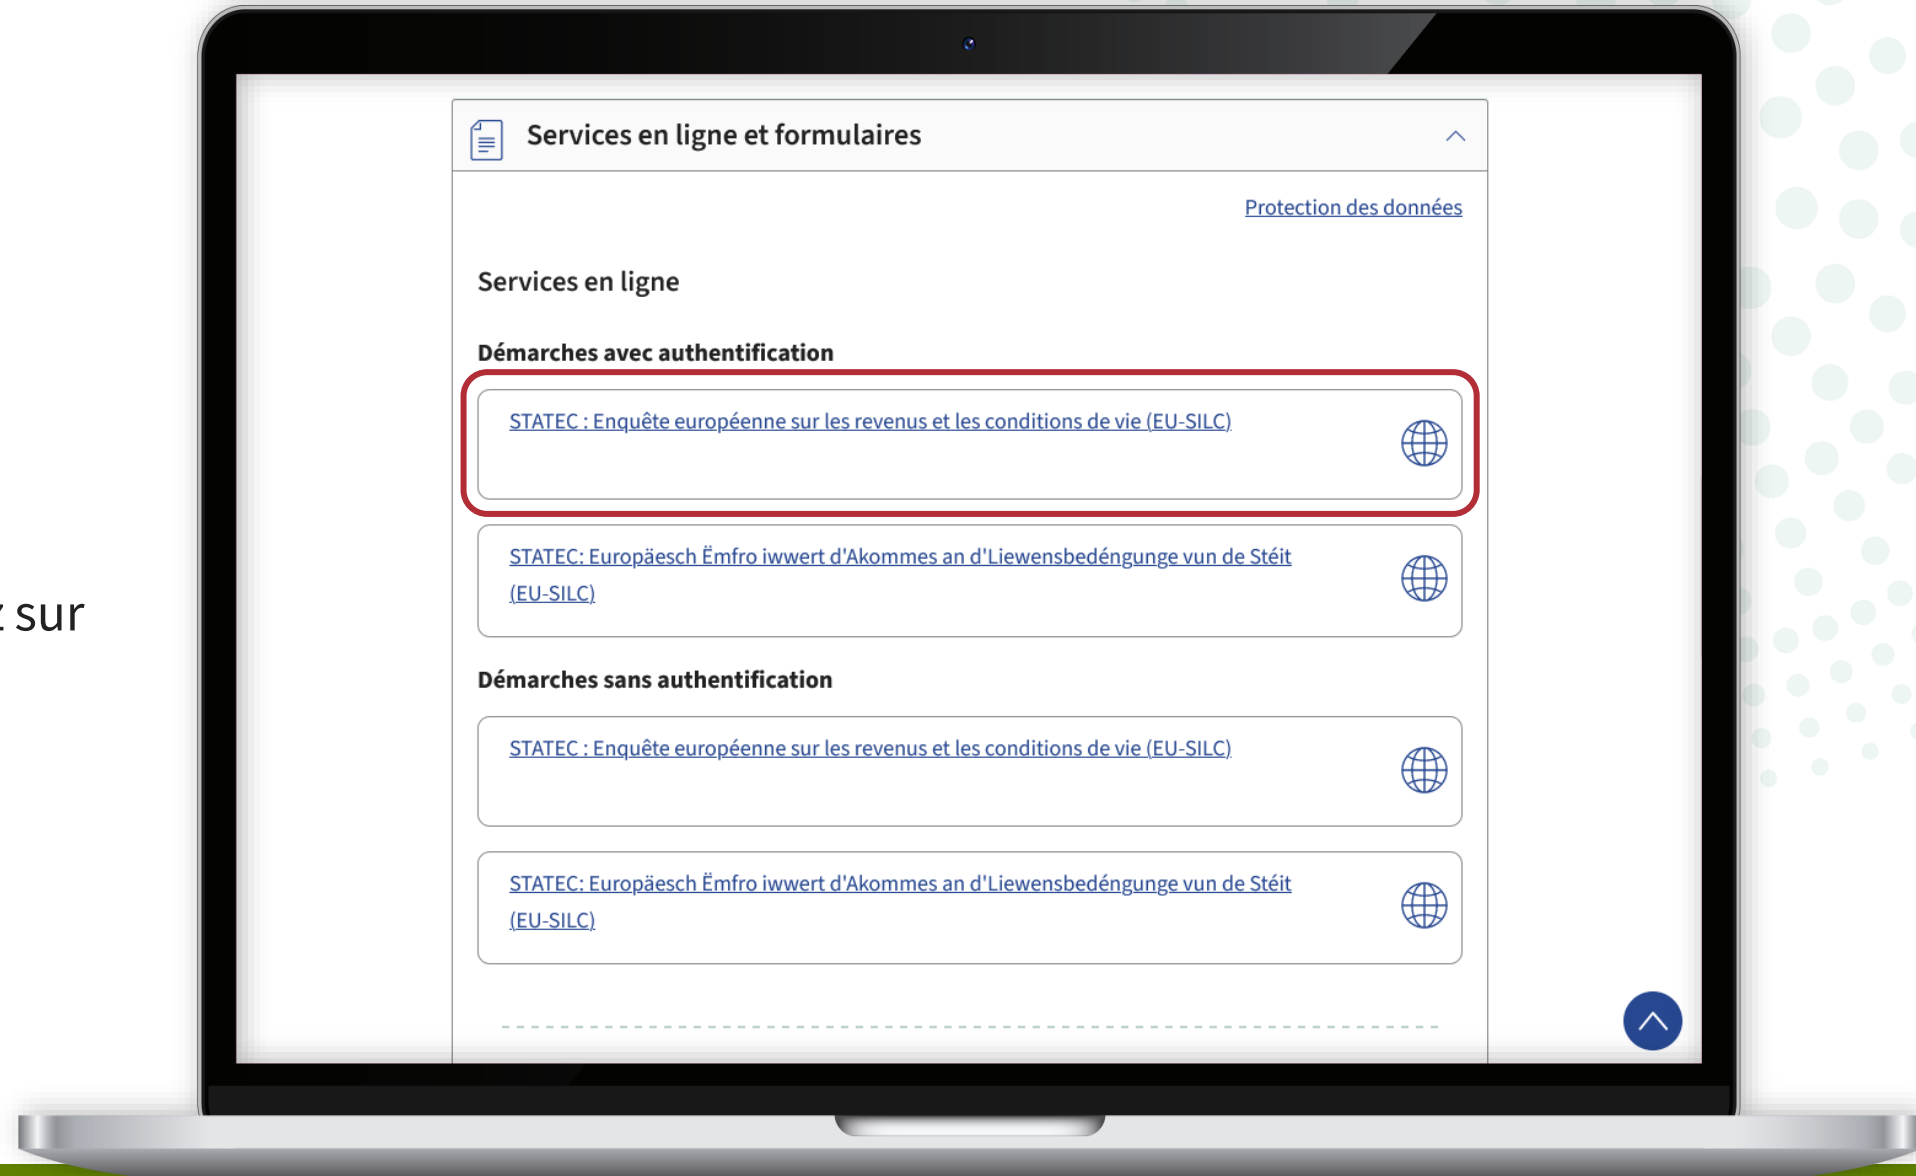 Services en ligne et formulaires
Protection des données
Services en ligne
Démarches avec authentification
STATEC : Enquête européenne sur les revenus et les conditions de vie (EU-SILC)
STATEC: Europäesch Ëmfro iwwert d'Akommes an d'Liewensbedéngunge vun de Stéit
(EU-SILC)
sur
Démarches sans authentification
STATEC : Enquête européenne sur les revenus et les conditions de vie (EU-SILC)
STATEC: Europäesch Ëmfro iwwert d'Akommes an d'Liewensbedéngunge vun de Stéit
(EU-SILC)